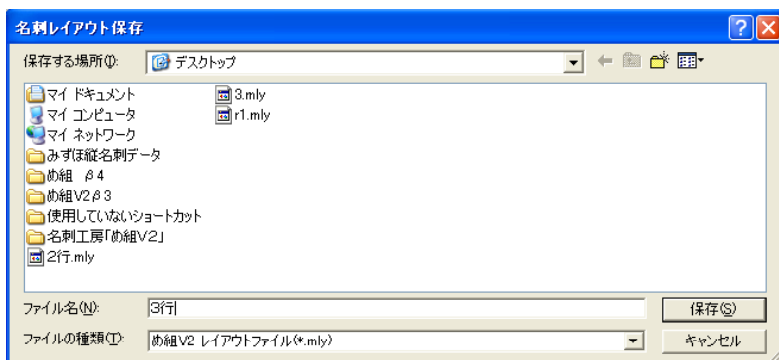 名刺レイアウト保存
保存する場所(I):
デスクトップ
マイ ドキュメント
マイ コンピュータ
マイ ネットワーク
みずほ縦名刺データ
め組　β4
め組V2β3
使用していないショートカット
名刺工房「め組V2」
2行.mly
3.mly
r1.mly
ファイル名(N):
3行
保存(S)
ファイルの種類(T):
め組V2 レイアウトファイル(*.mly)
キャンセル